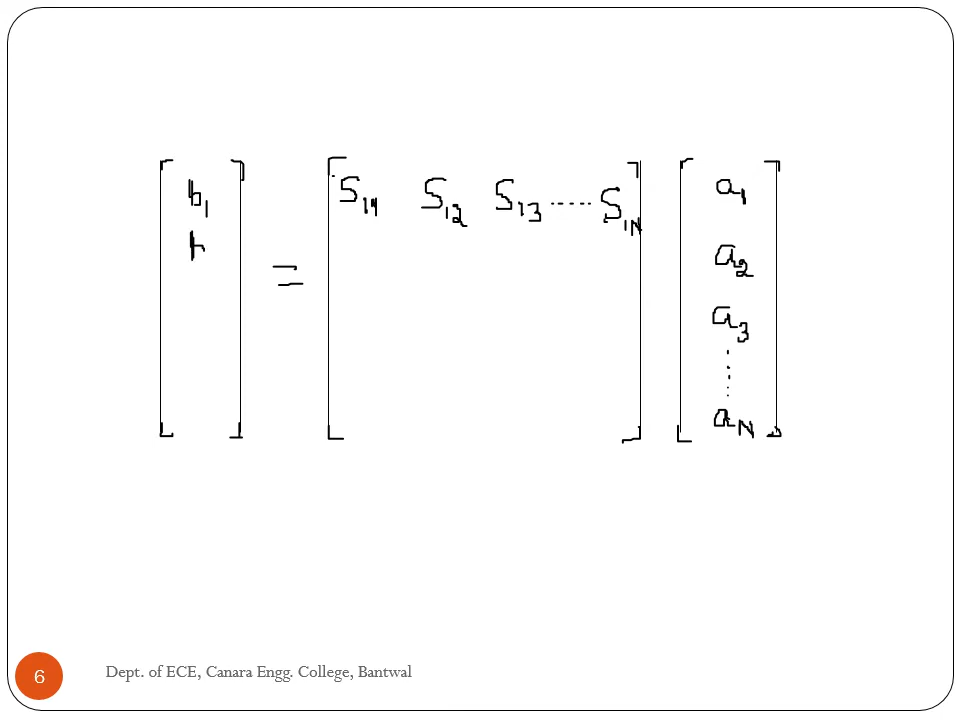 b1 = S11 S12 S13 ...... S1N a1
a2
a3
aN
6 Dept. of ECE, Canara Engg. College, Bantwal